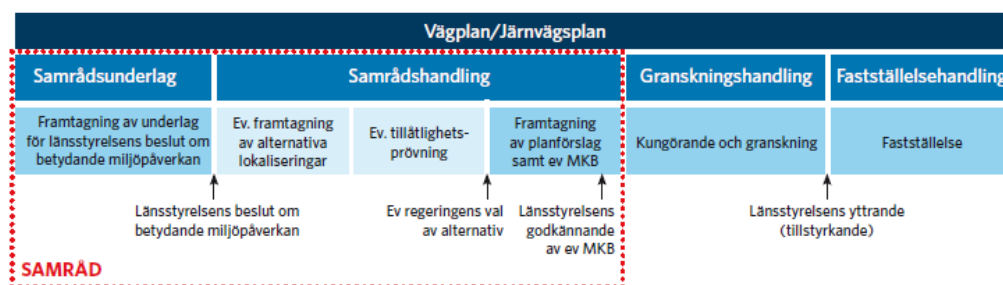 Vägplan/Järnvägsplan
Samrådsunderlag
Samrådshandling
Granskningshandling
Fastställelsehandling
Framtagning av underlag
för länsstyrelsens beslut om
betydande miljöpåverkan
Ev. framtagning
av alternativa
lokaliseringar
Ev. tillåtlighets-
prövning
Framtagning
av planförslag
samt ev MKB
Kungörande och granskning
Fastställelse
Länsstyrelsens beslut om
betydande miljöpåverkan
Ev regeringens val
av alternativ
Länsstyrelsens
godkännande
av ev MKB
Länsstyrelsens yttrande
(tillstyrkande)
SAMRÅD